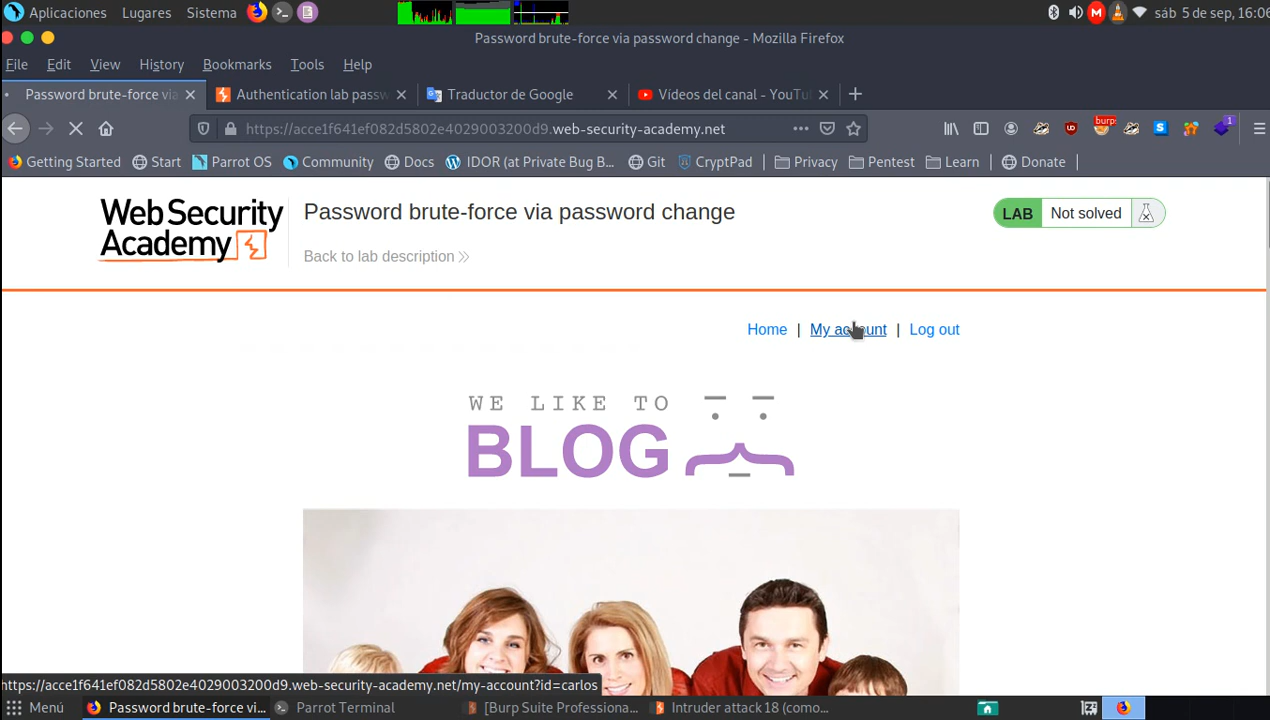 Aplicaciones Lugares Sistema sáb 5 de sep, 16:06
Password brute-force via password change - Mozilla Firefox
File Edit View History Bookmarks Tools Help
Password brute-force via Authentication lab passw Traductor de Google Videos del canal - YouTu
https://acce1f641ef082d5802e4029003200d9.web-security-academy.net burp: 1
Getting Started Start Parrot OS Community Docs IDOR (at Private Bug B... Git CryptPad Privacy Pentest Learn Donate
Web Security
Academy
Password brute-force via password change
LAB Not solved
Back to lab description
Home | My account | Log out
WE LIKE TO
BLOG
https://acce1f641ef082d5802e4029003200d9.web-security-academy.net/my-account?id=carlos
Menú Password brute-force vi... Parrot Terminal [Burp Suite Professiona... Intruder attack 18 (como...